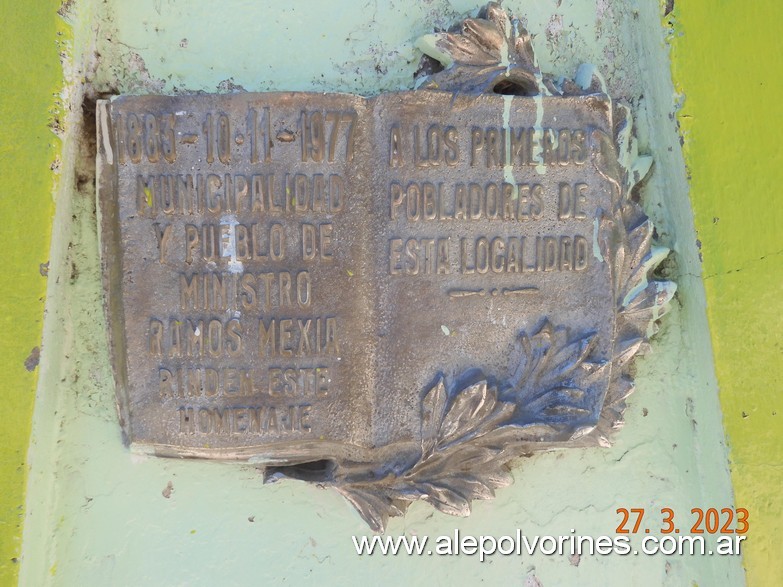 1883-10-11-1977
MUNICIPALIDAD
Y PUEBLO DE
MINISTRO
RAMOS MEXIA
RINDEN ESTE
HOMENAJE
A LOS PRIMEROS
POBLADORES DE
ESTA LOCALIDAD
27. 3. 2023
www.alepolvorines.com.ar